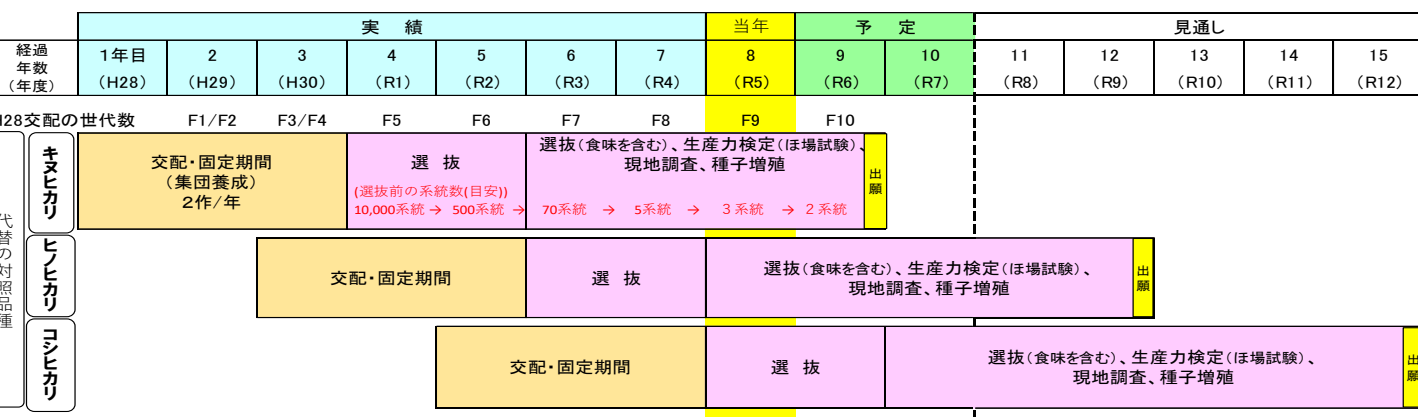 実 績 当年 予 定 見通し
経過 年数 (年度) 1年目 2 3 4 5 6 7 8 9 10 11 12 13 14 15
(H28) (H29) (H30) (R1) (R2) (R3) (R4) (R5) (R6) (R7) (R8) (R9) (R10) (R11) (R12)
H28交配の世代数 F1/F2 F3/F4 F5 F6 F7 F8 F9 F10
代替の対照品種
キヌヒカリ
交配・固定期間
(集団養成)
2作/年
選 抜
(選抜前の系統数(目安))
10,000系統 → 500系統 → 70系統 → 5系統 → 3系統 → 2系統
選抜(食味を含む)、生産力検定(ほ場試験)、
現地調査、種子増殖
出願
ヒノヒカリ
交配・固定期間
選 抜
選抜(食味を含む)、生産力検定(ほ場試験)、
現地調査、種子増殖
出願
コシヒカリ
交配・固定期間
選 抜
選抜(食味を含む)、生産力検定(ほ場試験)、
現地調査、種子増殖
出願